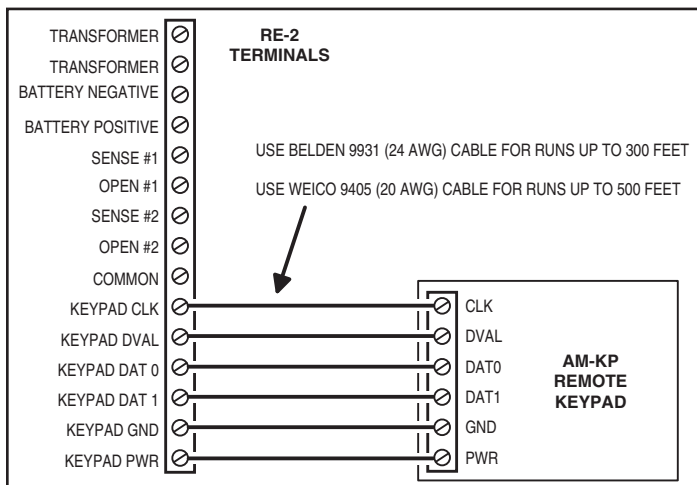 TRANSFORMER
TRANSFORMER
BATTERY NEGATIVE
BATTERY POSITIVE
SENSE #1
OPEN #1
SENSE #2
OPEN #2
COMMON
KEYPAD CLK
KEYPAD DVAL
KEYPAD DAT 0
KEYPAD DAT 1
KEYPAD GND
KEYPAD PWR
RE-2
TERMINALS
USE BELDEN 9931 (24 AWG) CABLE FOR RUNS UP TO 300 FEET
USE WEICO 9405 (20 AWG) CABLE FOR RUNS UP TO 500 FEET
CLK
DVAL
DAT0
DAT1
GND
PWR
AM-KP
REMOTE
KEYPAD